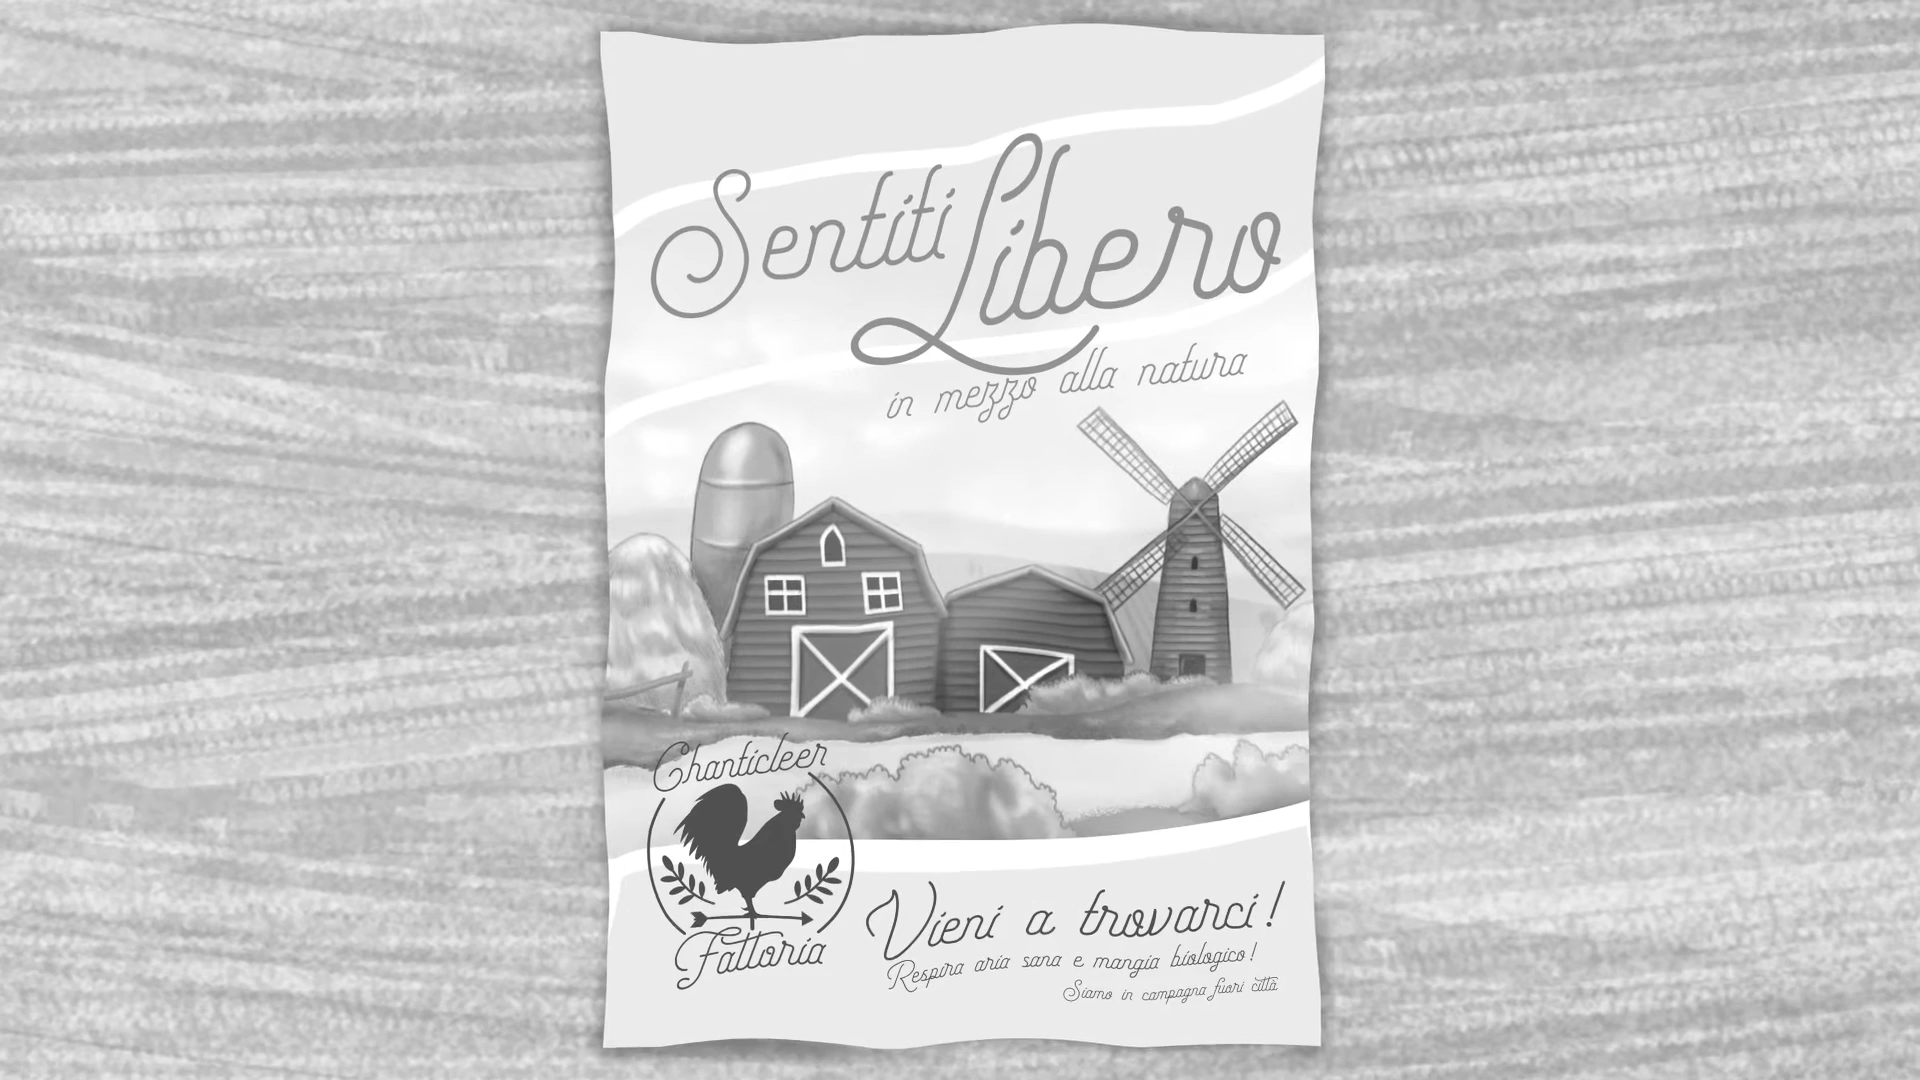 Sentiti Libero
in mezzo alla natura
Chanticleer
Fattoria
Vieni a trovarci!
Respira aria sana e mangia biologico!
Siamo in campagna fuori città